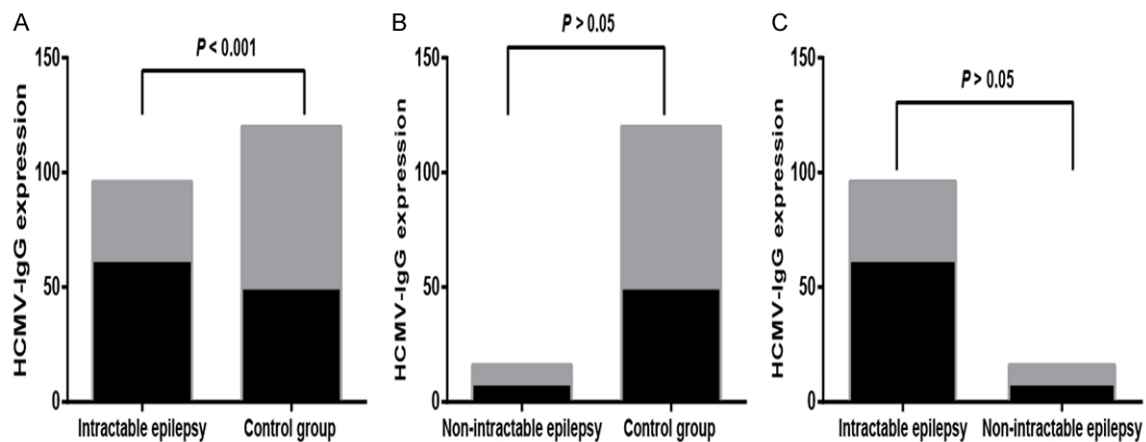 A
P < 0.001
HCMV-IgG expression
150
100
50
0
Intractable epilepsy
Control group
B
P > 0.05
HCMV-IgG expression
150
100
50
0
Non-intractable epilepsy
Control group
C
P > 0.05
HCMV-IgG expression
150
100
50
0
Intractable epilepsy
Non-intractable epilepsy